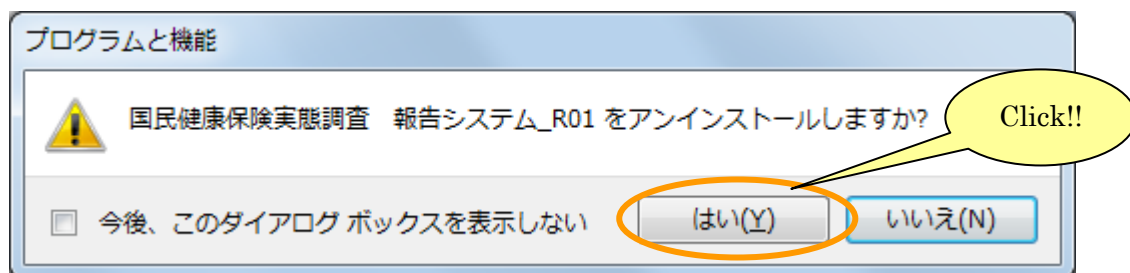 プログラムと機能
国民健康保険実態調査　報告システム_R01 をアンインストールしますか?
Click!!
今後、このダイアログ ボックスを表示しない
はい(Y)
いいえ(N)